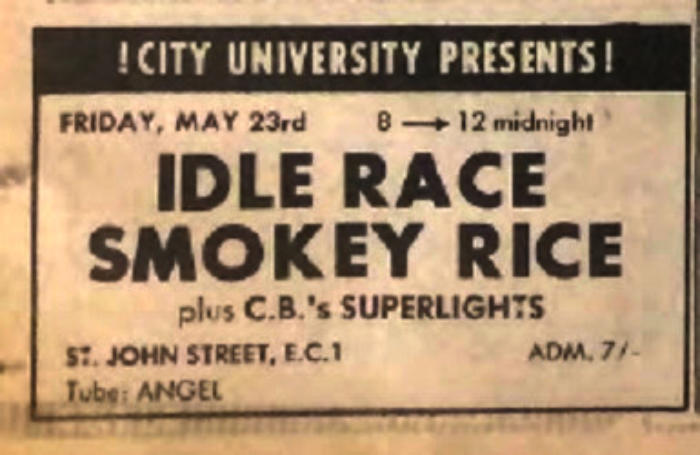 ! CITY UNIVERSITY PRESENTS !
FRIDAY, MAY 23rd 8 → 12 midnight
IDLE RACE
SMOKEY RICE
plus C.B.'s SUPERLIGHTS
ST. JOHN STREET, E.C.1 ADM. 7/-
Tube: ANGEL